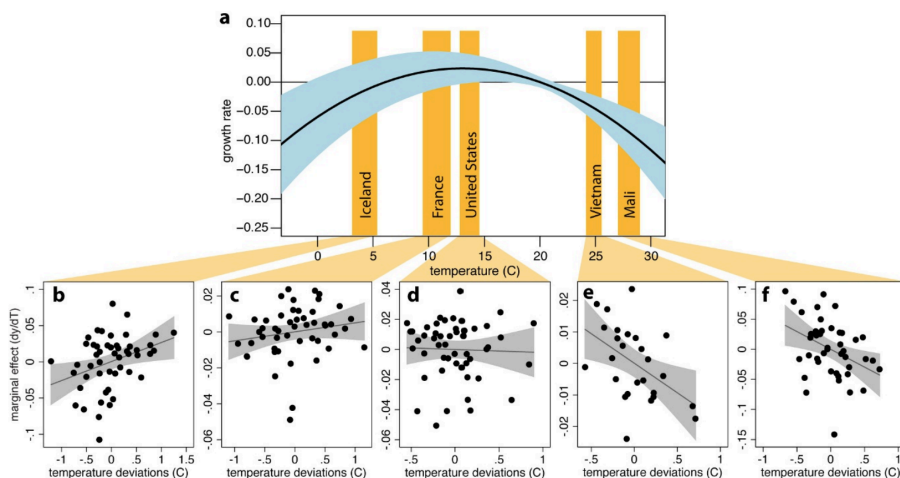 a
0.10
0.05
0.00
−0.05
−0.10
−0.15
−0.20
−0.25
growth rate
Iceland
France
United States
Vietnam
Mali
0 5 10 15 20 25 30
temperature (C)
b
.1
.05
0
-.05
-.1
marginal effect (dy/dT)
-1 -.5 0 .5 1 1.5
temperature deviations (C)
c
.02
0
-.02
-.04
-.06
-1 -.5 0 .5 1
temperature deviations (C)
d
.04
.02
0
-.02
-.04
-.06
-.5 0 .5 1
temperature deviations (C)
e
.02
.01
0
-.01
-.02
-.5 0 .5 1
temperature deviations (C)
f
.1
.05
0
-.05
-.1
-.15
-1 -.5 0 .5 1
temperature deviations (C)